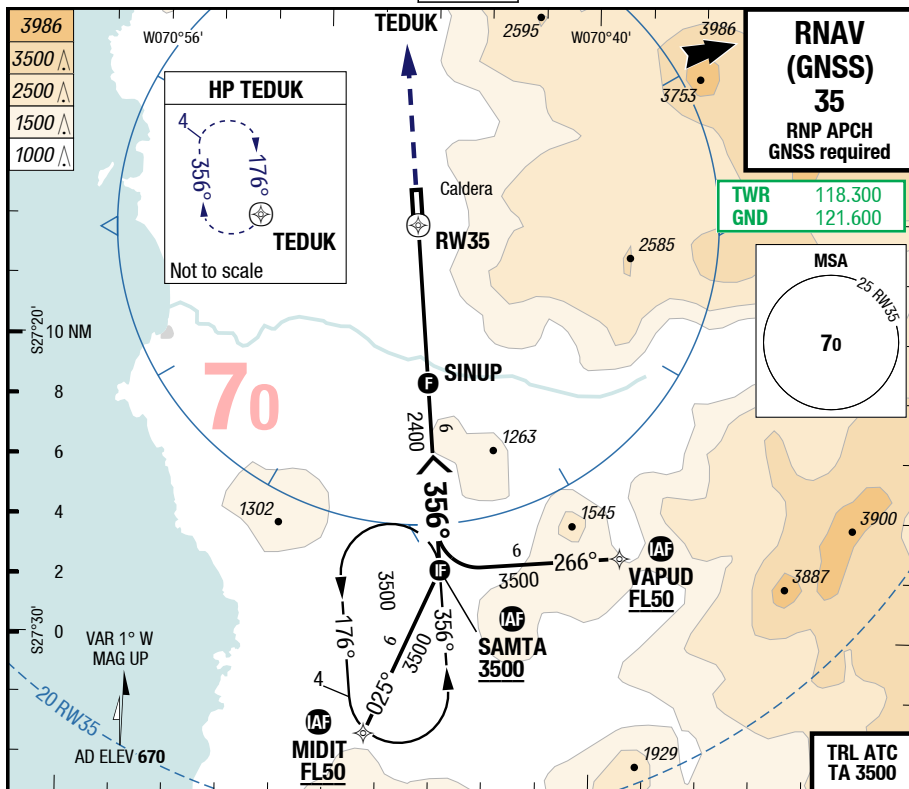 3986
3500
2500
1500
1000
W070°56'
TEDUK
2595
W070°40'
3986
3753
RNAV
(GNSS)
35
RNP APCH
GNSS required
HP TEDUK
4
356°
176°
TEDUK
Not to scale
Caldera
RW35
TWR 118.300
GND 121.600
2585
MSA
25 RW35
70
S27°20'
10 NM
8
6
4
2
0
S27°30'
70
SINUP
F
2400
6
1263
356°
1302
1545
3900
3887
6
3500
266°
IAF
VAPUD
FL50
IF
IAF
SAMTA
3500
3500
176°
4
6
3500
025°
356°
IAF
MIDIT
FL50
VAR 1° W
MAG UP
20 RW35
AD ELEV 670
1929
TRL ATC
TA 3500